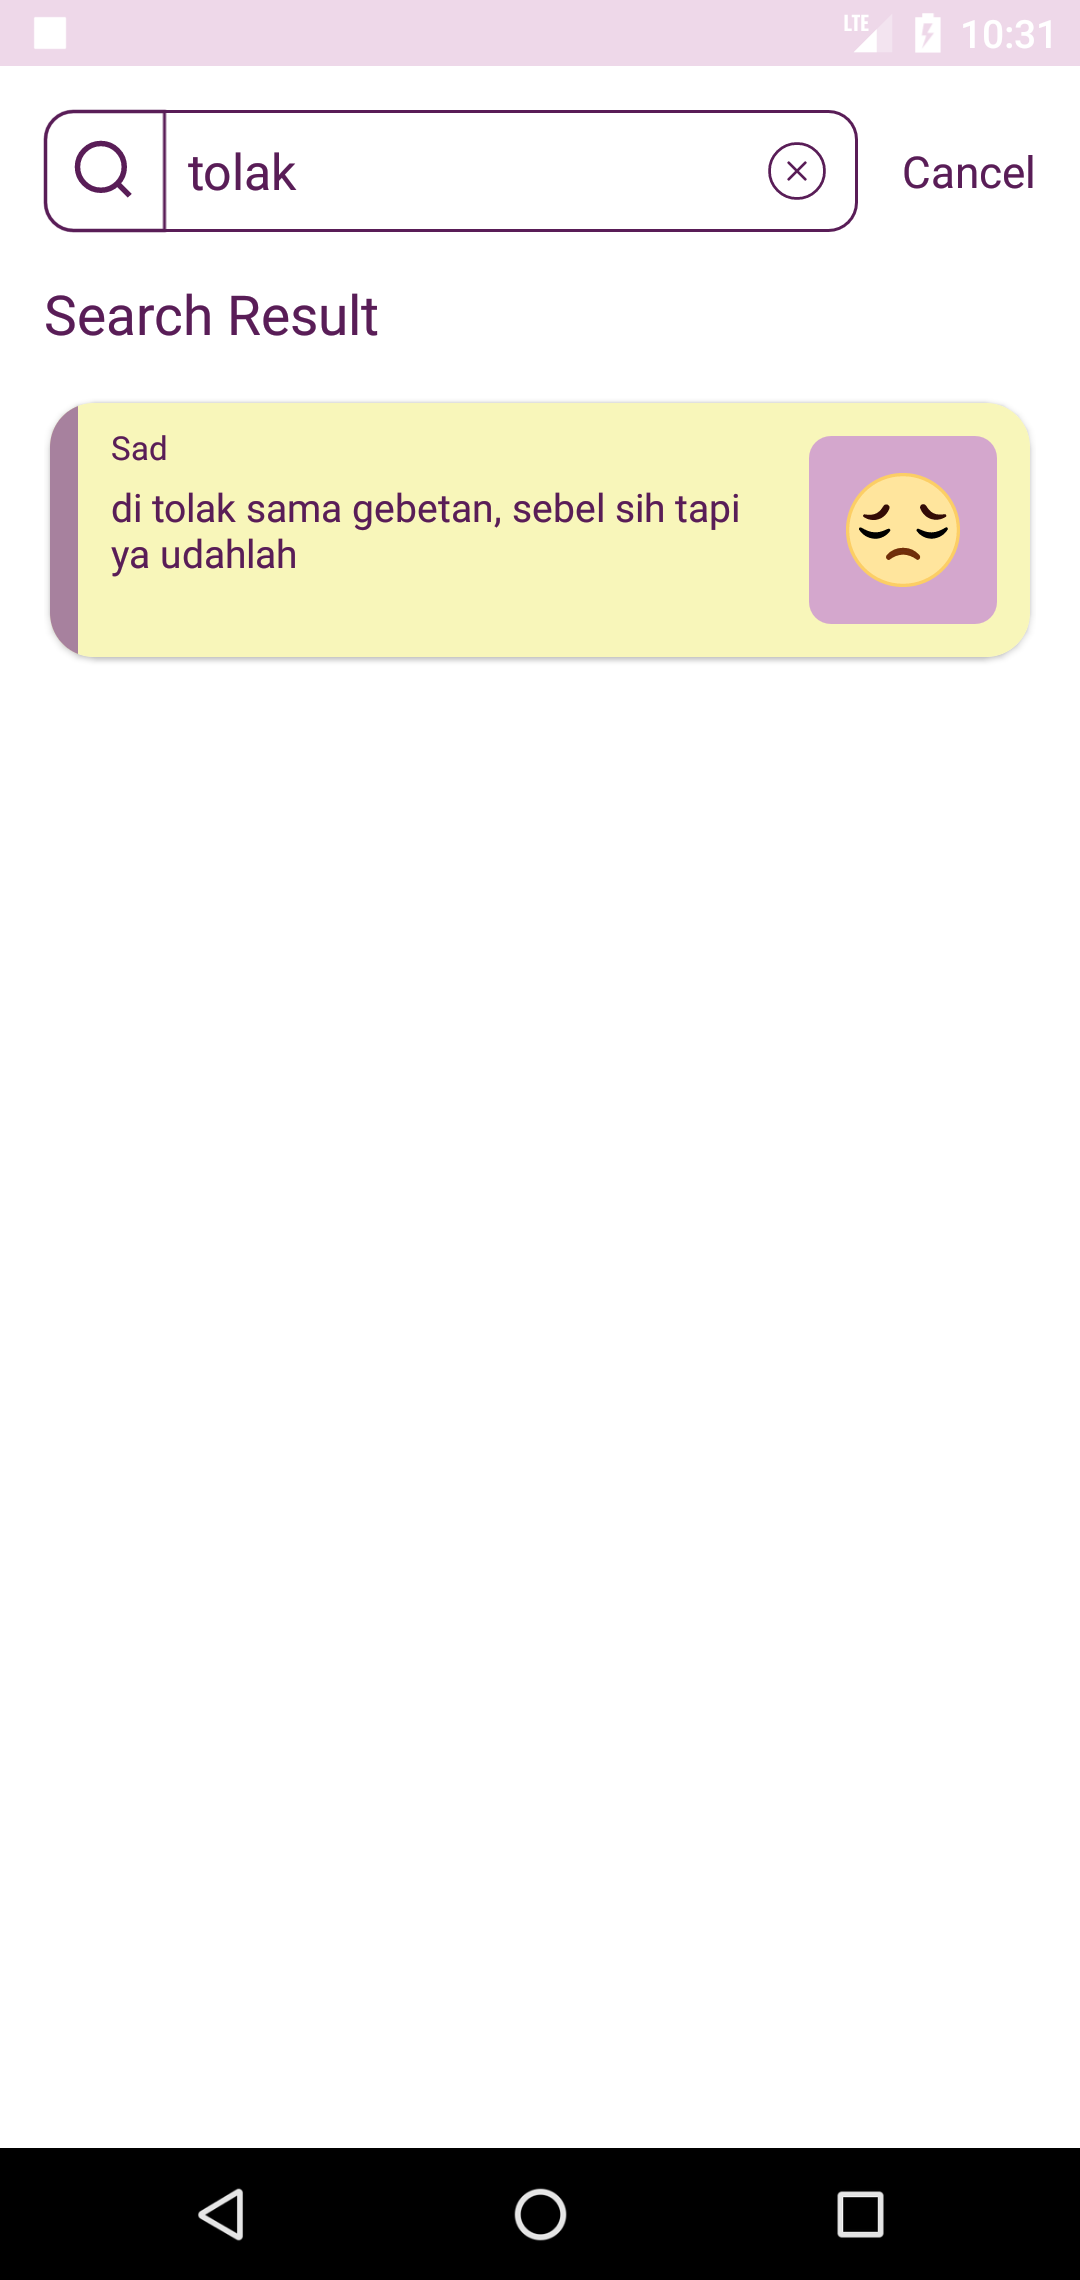 LTE 10:31
tolak
Cancel
Search Result
Sad
di tolak sama gebetan, sebel sih tapi
ya udahlah